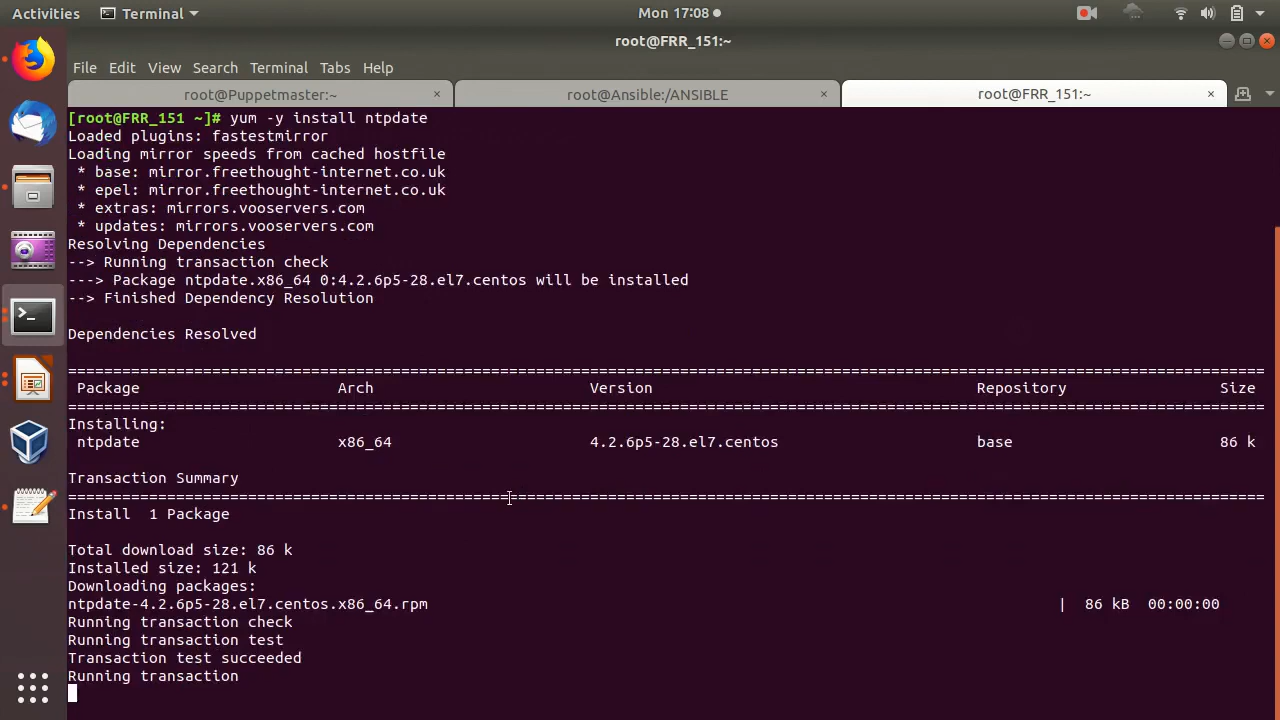 Activities Terminal Mon 17:08
root@FRR_151:~
File Edit View Search Terminal Tabs Help
root@Puppetmaster:~ × root@Ansible:/ANSIBLE × root@FRR_151:~ ×
[root@FRR_151 ~]# yum -y install ntpdate
Loaded plugins: fastestmirror
Loading mirror speeds from cached hostfile
 * base: mirror.freethought-internet.co.uk
 * epel: mirror.freethought-internet.co.uk
 * extras: mirrors.vooservers.com
 * updates: mirrors.vooservers.com
Resolving Dependencies
--> Running transaction check
---> Package ntpdate.x86_64 0:4.2.6p5-28.el7.centos will be installed
--> Finished Dependency Resolution
Dependencies Resolved
=====================================================================================================================================
 Package Arch Version Repository Size
=====================================================================================================================================
Installing:
 ntpdate x86_64 4.2.6p5-28.el7.centos base 86 k
Transaction Summary
=====================================================================================================================================
Install  1 Package
Total download size: 86 k
Installed size: 121 k
Downloading packages:
ntpdate-4.2.6p5-28.el7.centos.x86_64.rpm | 86 kB 00:00:00
Running transaction check
Running transaction test
Transaction test succeeded
Running transaction